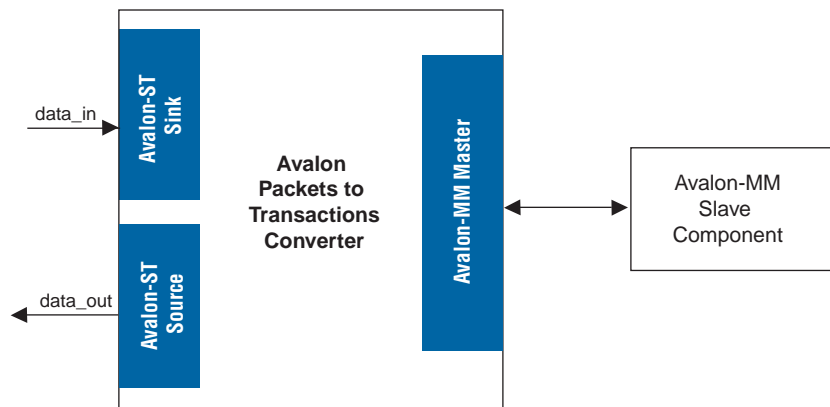 data_in
Avalon-ST
Sink
Avalon
Packets to
Transactions
Converter
Avalon-MM Master
Avalon-MM
Slave
Component
data_out
Avalon-ST
Source